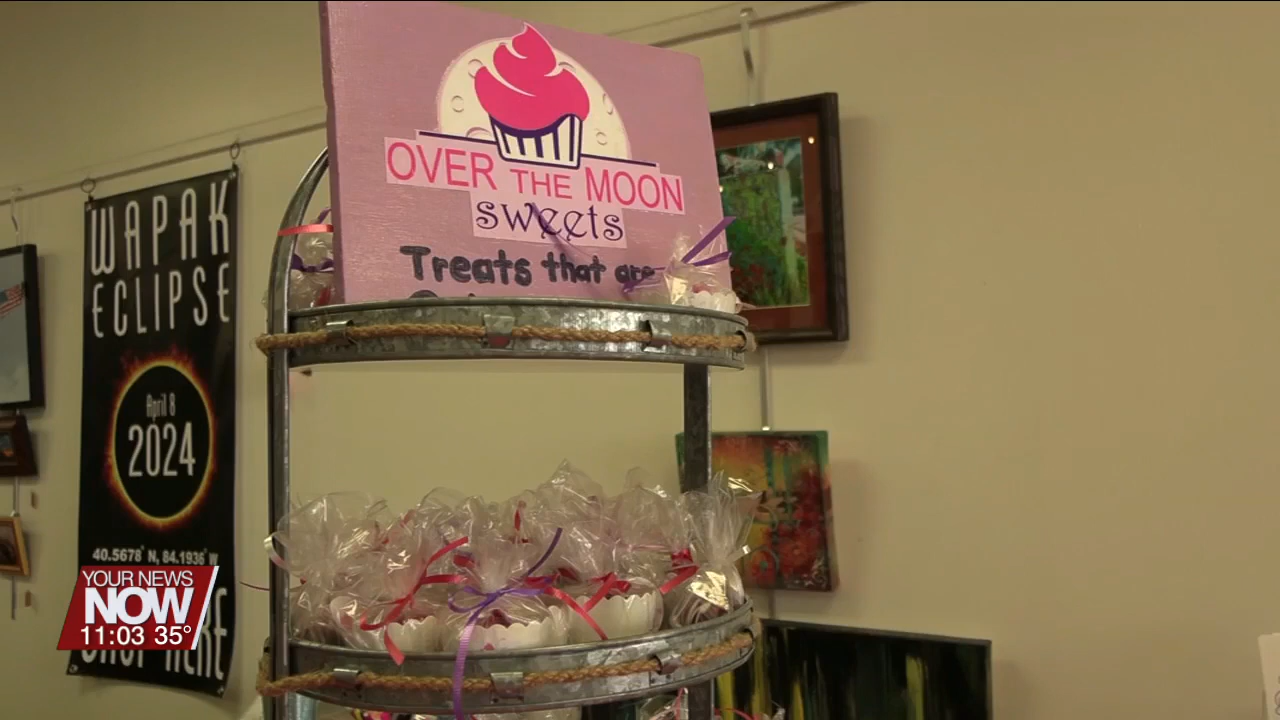 OVER THE MOON
sweets
Treats that are
WAPAK
ECLIPSE
April 8
2024
40.5678° N, 84.1936° W
HERE
YOUR NEWS
NOW
11:03 35°